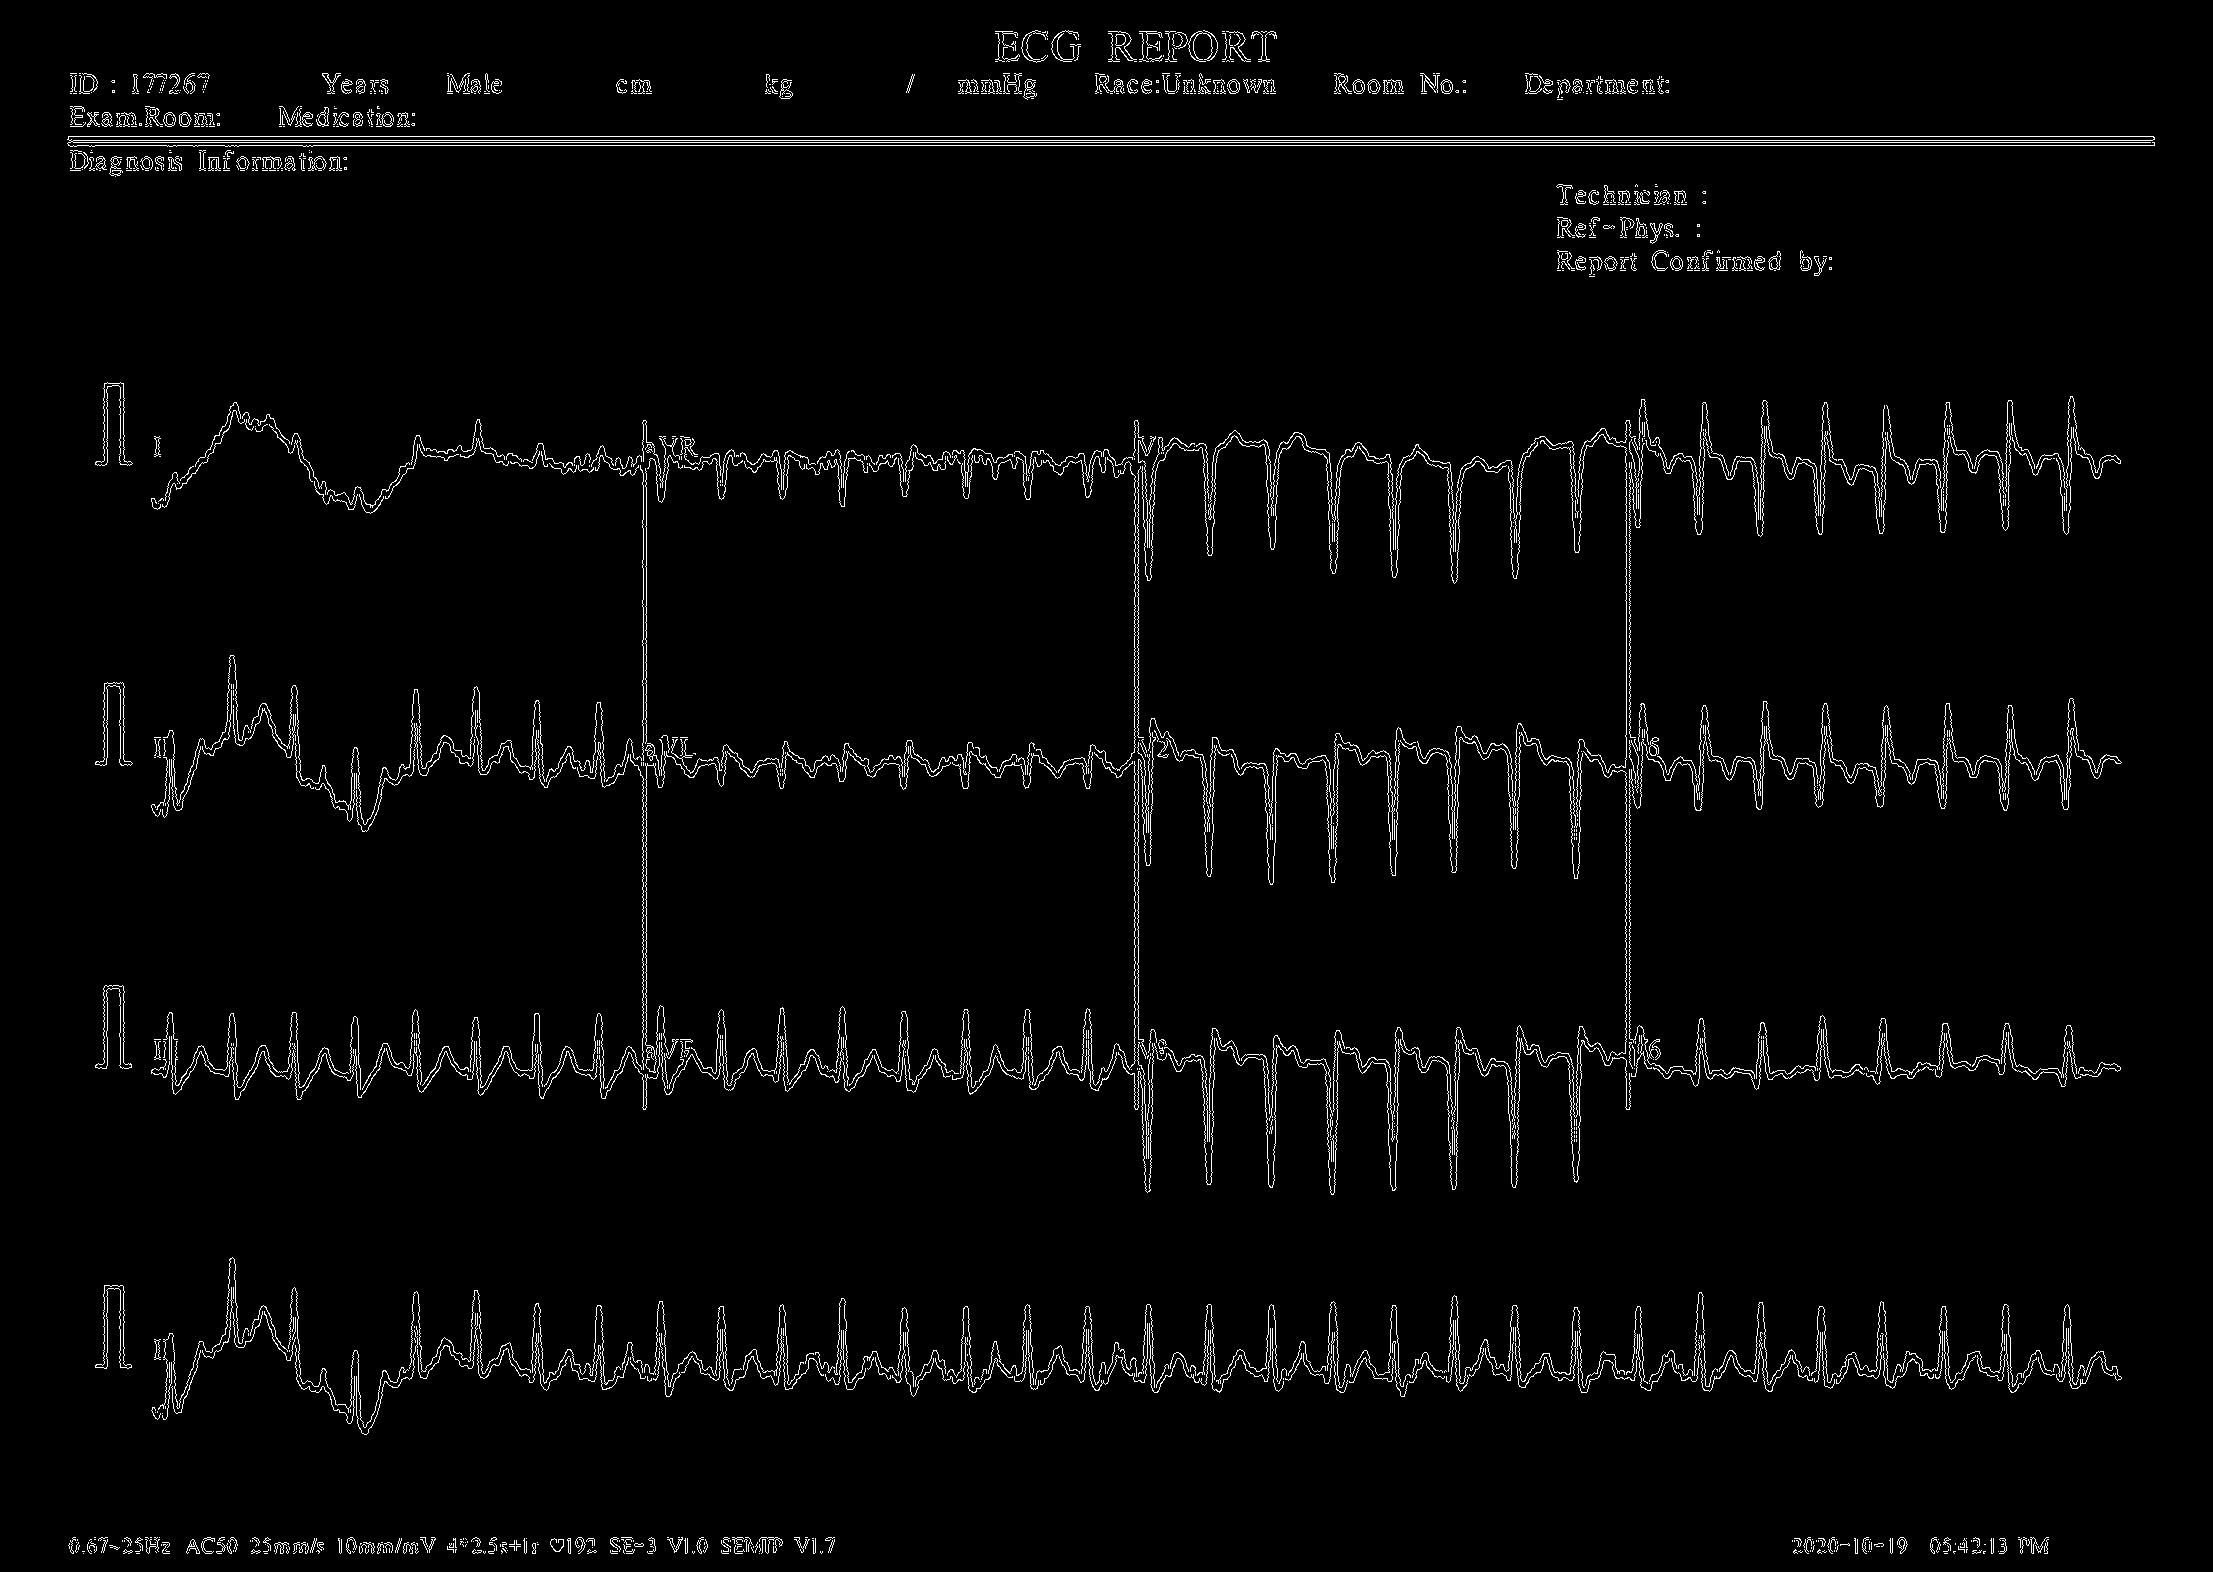 ECG REPORT
ID : 177267 Years Male cm kg / mmHg Race:Unknown Room No.: Department:
Exam.Room: Medication:
Diagnosis Information:
Technician :
Ref-Phys. :
Report Confirmed by:
I aVR V1
II aVL V2 V5
III aVF V3 V6
II
0.67~25Hz AC50 25mm/s 10mm/mV 4*2.5s+1r ♡192 SE-3 V1.0 SEMIP V1.7 2020-10-19 05:42:13 PM